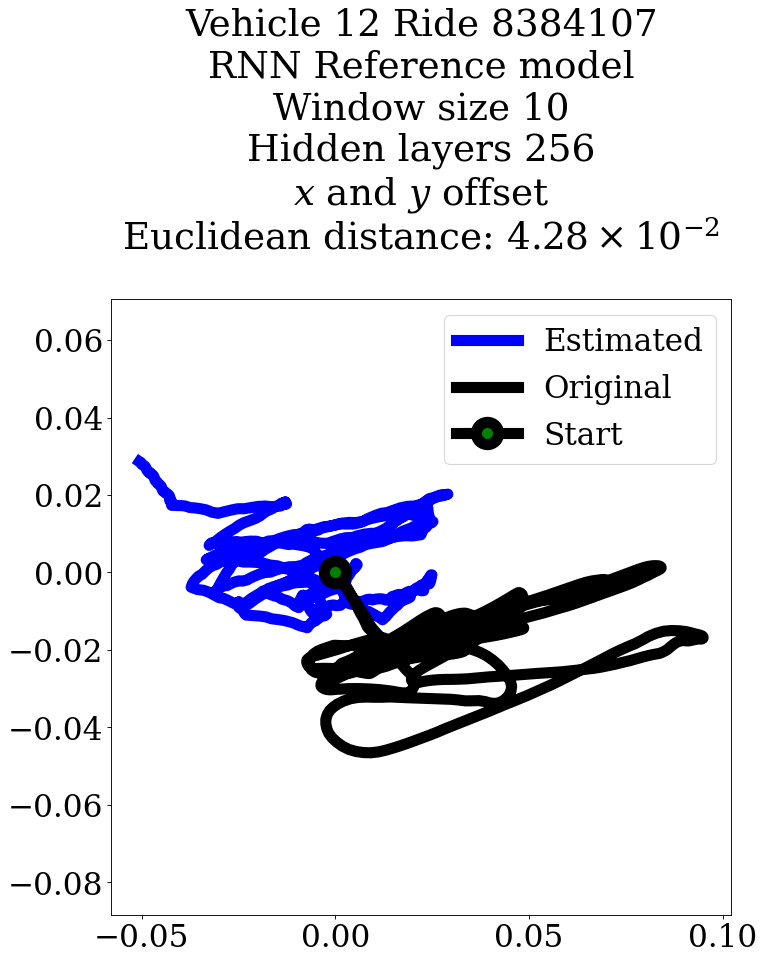 Vehicle 12 Ride 8384107
RNN Reference model
Window size 10
Hidden layers 256
x and y offset
Euclidean distance: 4.28 × 10⁻²
Estimated
Original
Start
0.06
0.04
0.02
0.00
−0.02
−0.04
−0.06
−0.08
−0.05 0.00 0.05 0.10